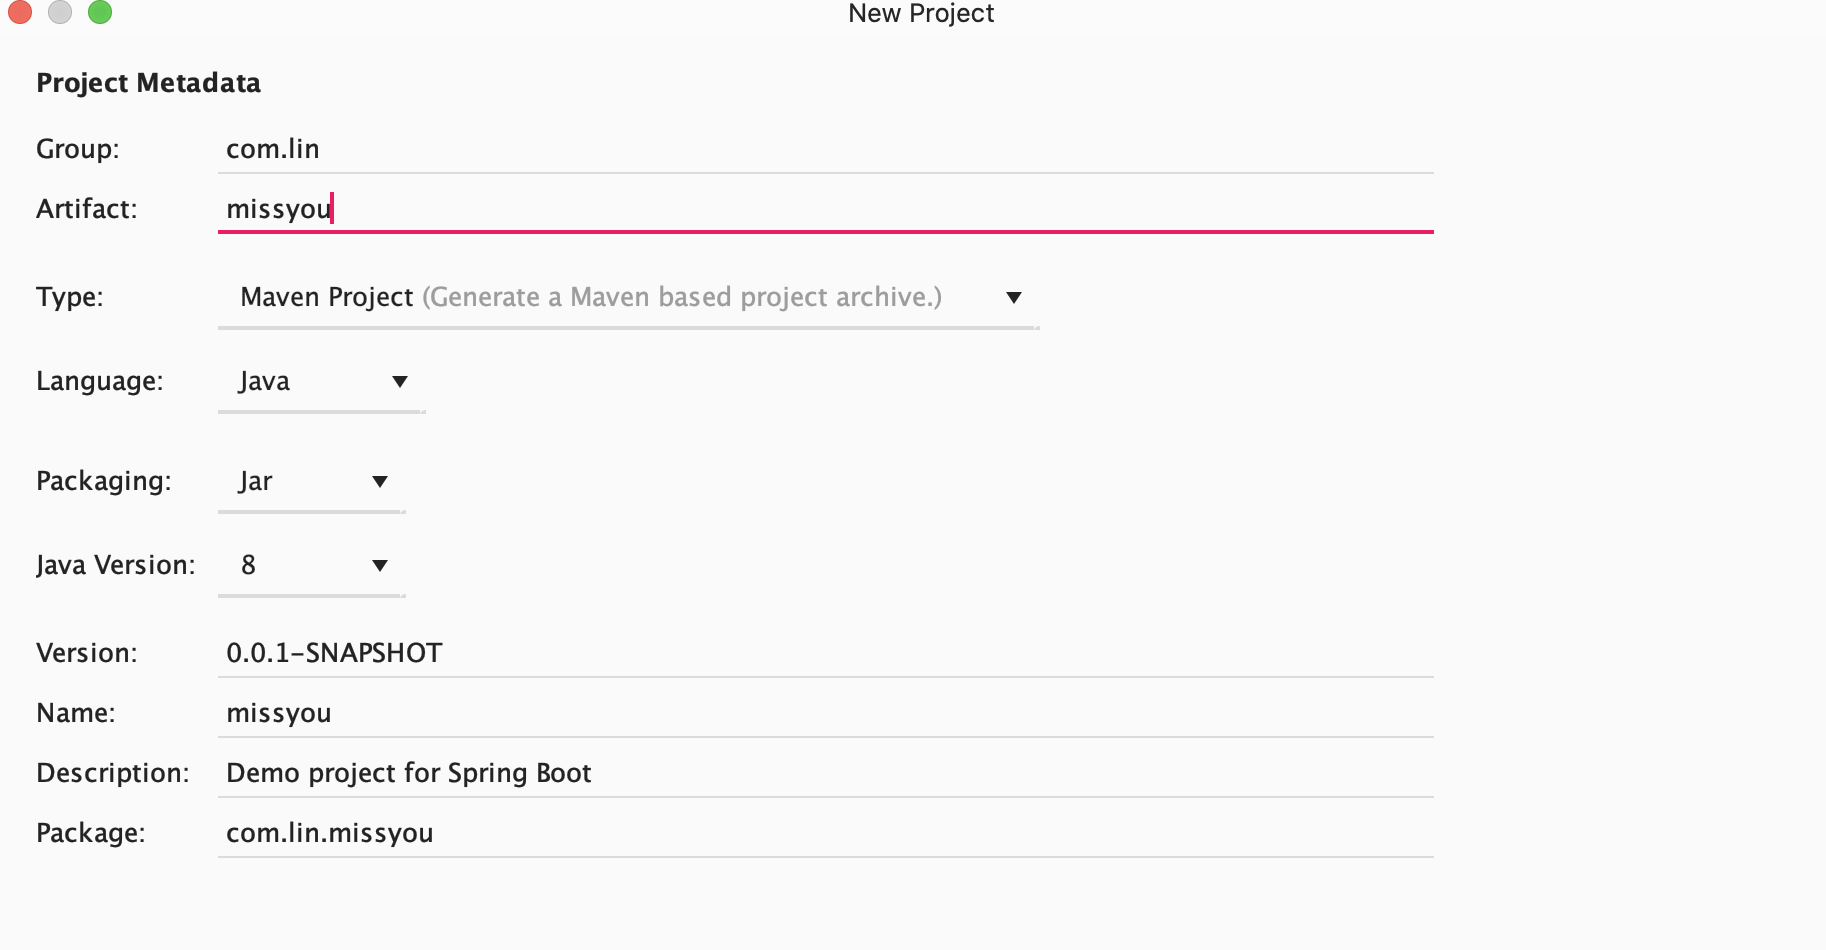 New Project
Project Metadata
Group: com.lin
Artifact: missyou
Type: Maven Project (Generate a Maven based project archive.)
Language: Java
Packaging: Jar
Java Version: 8
Version: 0.0.1-SNAPSHOT
Name: missyou
Description: Demo project for Spring Boot
Package: com.lin.missyou